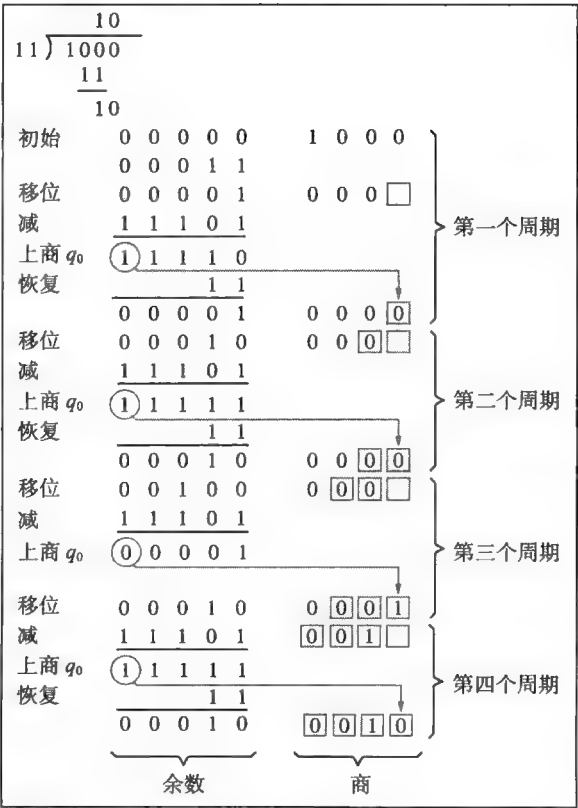 10
11 ) 1000
11
10
初始 0 0 0 0 0 1 0 0 0
0 0 0 1 1
移位 0 0 0 0 1 0 0 0
减 1 1 1 0 1
第一个周期
上商 q₀ 1 1 1 1 0
恢复 1 1
0 0 0 0 1 0 0 0 0
移位 0 0 0 1 0 0 0 0
减 1 1 1 0 1
上商 q₀ 1 1 1 1 1 第二个周期
恢复 1 1
0 0 0 1 0 0 0 0 0
移位 0 0 1 0 0 0 0 0
减 1 1 1 0 1
上商 q₀ 0 0 0 0 1 第三个周期
移位 0 0 0 1 0 0 0 0 1
减 1 1 1 0 1 0 0 1
上商 q₀ 1 1 1 1 1 第四个周期
恢复 1 1
0 0 0 1 0 0 0 1 0
余数 商